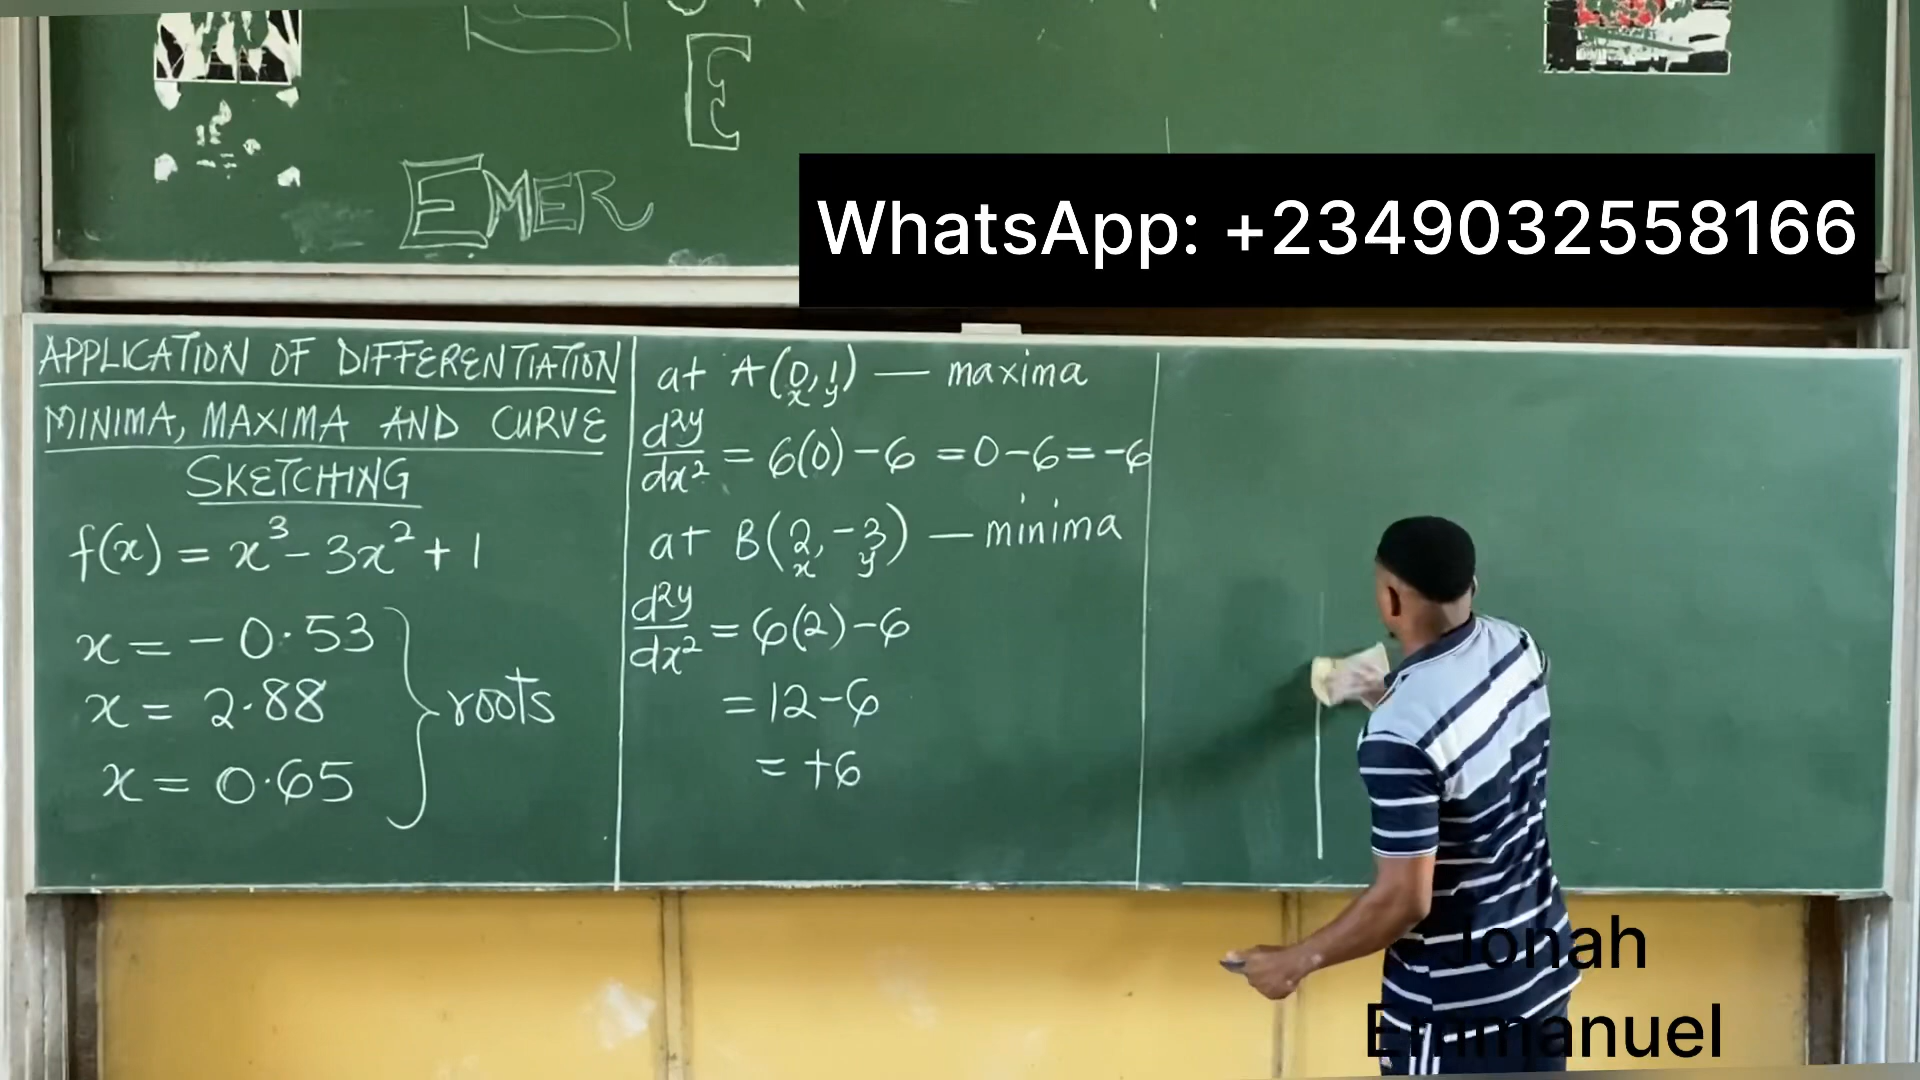 E
EMER
WhatsApp: +2349032558166
APPLICATION OF DIFFERENTIATION
MINIMA, MAXIMA AND CURVE
SKETCHING
f(x) = x³ - 3x² + 1
x = -0.53
x = 2.88
x = 0.65
roots
at A(0,1) — maxima
x y
d²y/dx² = 6(0) - 6 = 0 - 6 = -6
at B(2,-3) — minima
x y
d²y/dx² = 6(2) - 6
= 12 - 6
= +6
Jonah
Emmanuel